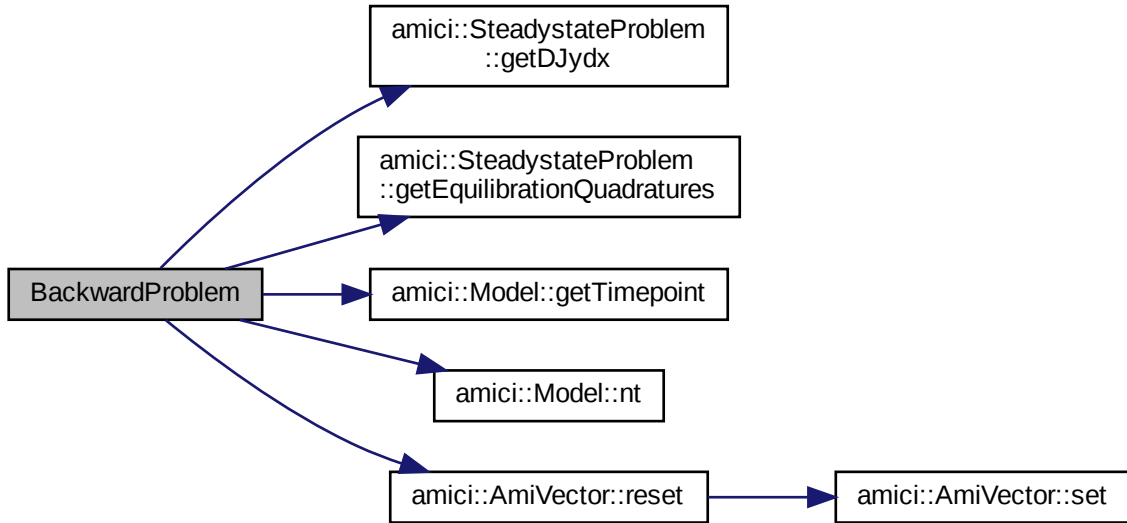 amici::SteadystateProblem
::getDJydx
amici::SteadystateProblem
::getEquilibrationQuadratures
BackwardProblem
amici::Model::getTimepoint
amici::Model::nt
amici::AmiVector::reset
amici::AmiVector::set